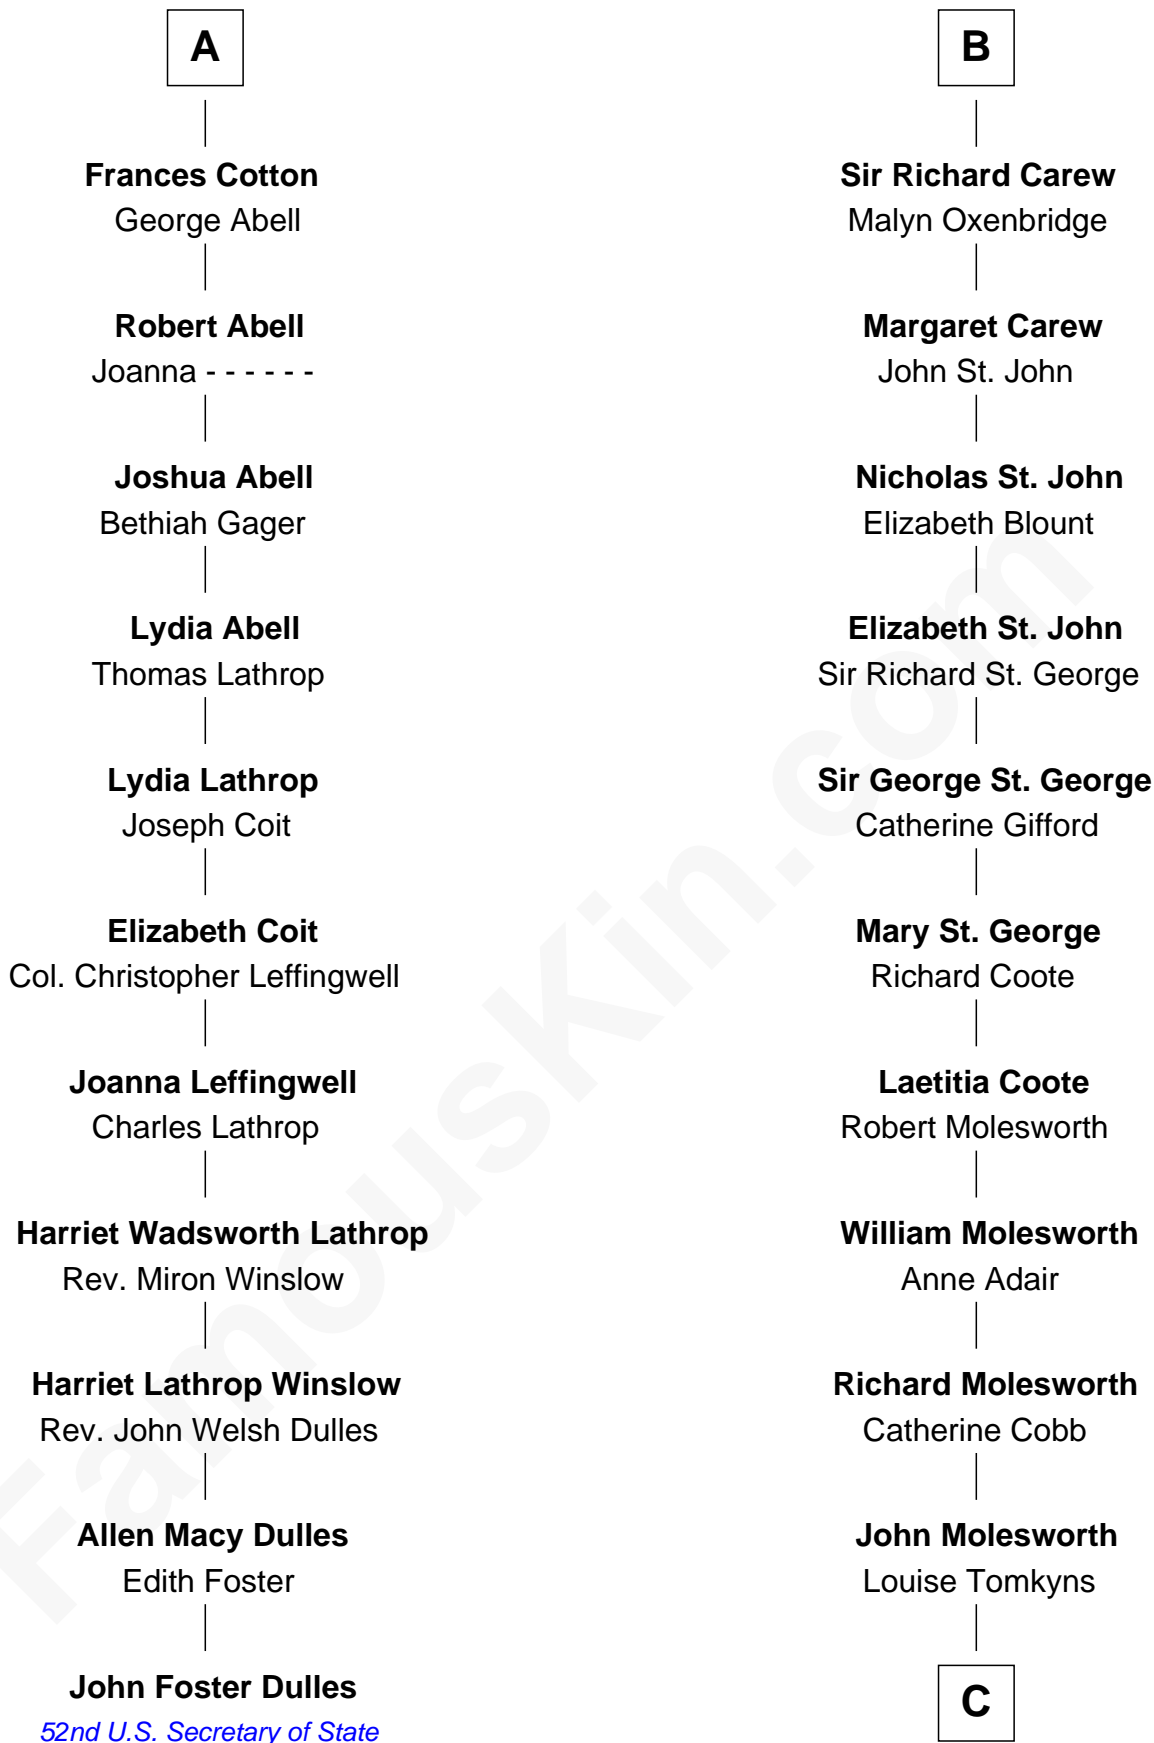 A
Frances Cotton
George Abell
Robert Abell
Joanna - - - - - -
Joshua Abell
Bethiah Gager
Lydia Abell
Thomas Lathrop
Lydia Lathrop
Joseph Coit
Elizabeth Coit
Col. Christopher Leffingwell
Joanna Leffingwell
Charles Lathrop
Harriet Wadsworth Lathrop
Rev. Miron Winslow
Harriet Lathrop Winslow
Rev. John Welsh Dulles
Allen Macy Dulles
Edith Foster
John Foster Dulles
52nd U.S. Secretary of State
B
Sir Richard Carew
Malyn Oxenbridge
Margaret Carew
John St. John
Nicholas St. John
Elizabeth Blount
Elizabeth St. John
Sir Richard St. George
Sir George St. George
Catherine Gifford
Mary St. George
Richard Coote
Laetitia Coote
Robert Molesworth
William Molesworth
Anne Adair
Richard Molesworth
Catherine Cobb
John Molesworth
Louise Tomkyns
C
FamousKin.com